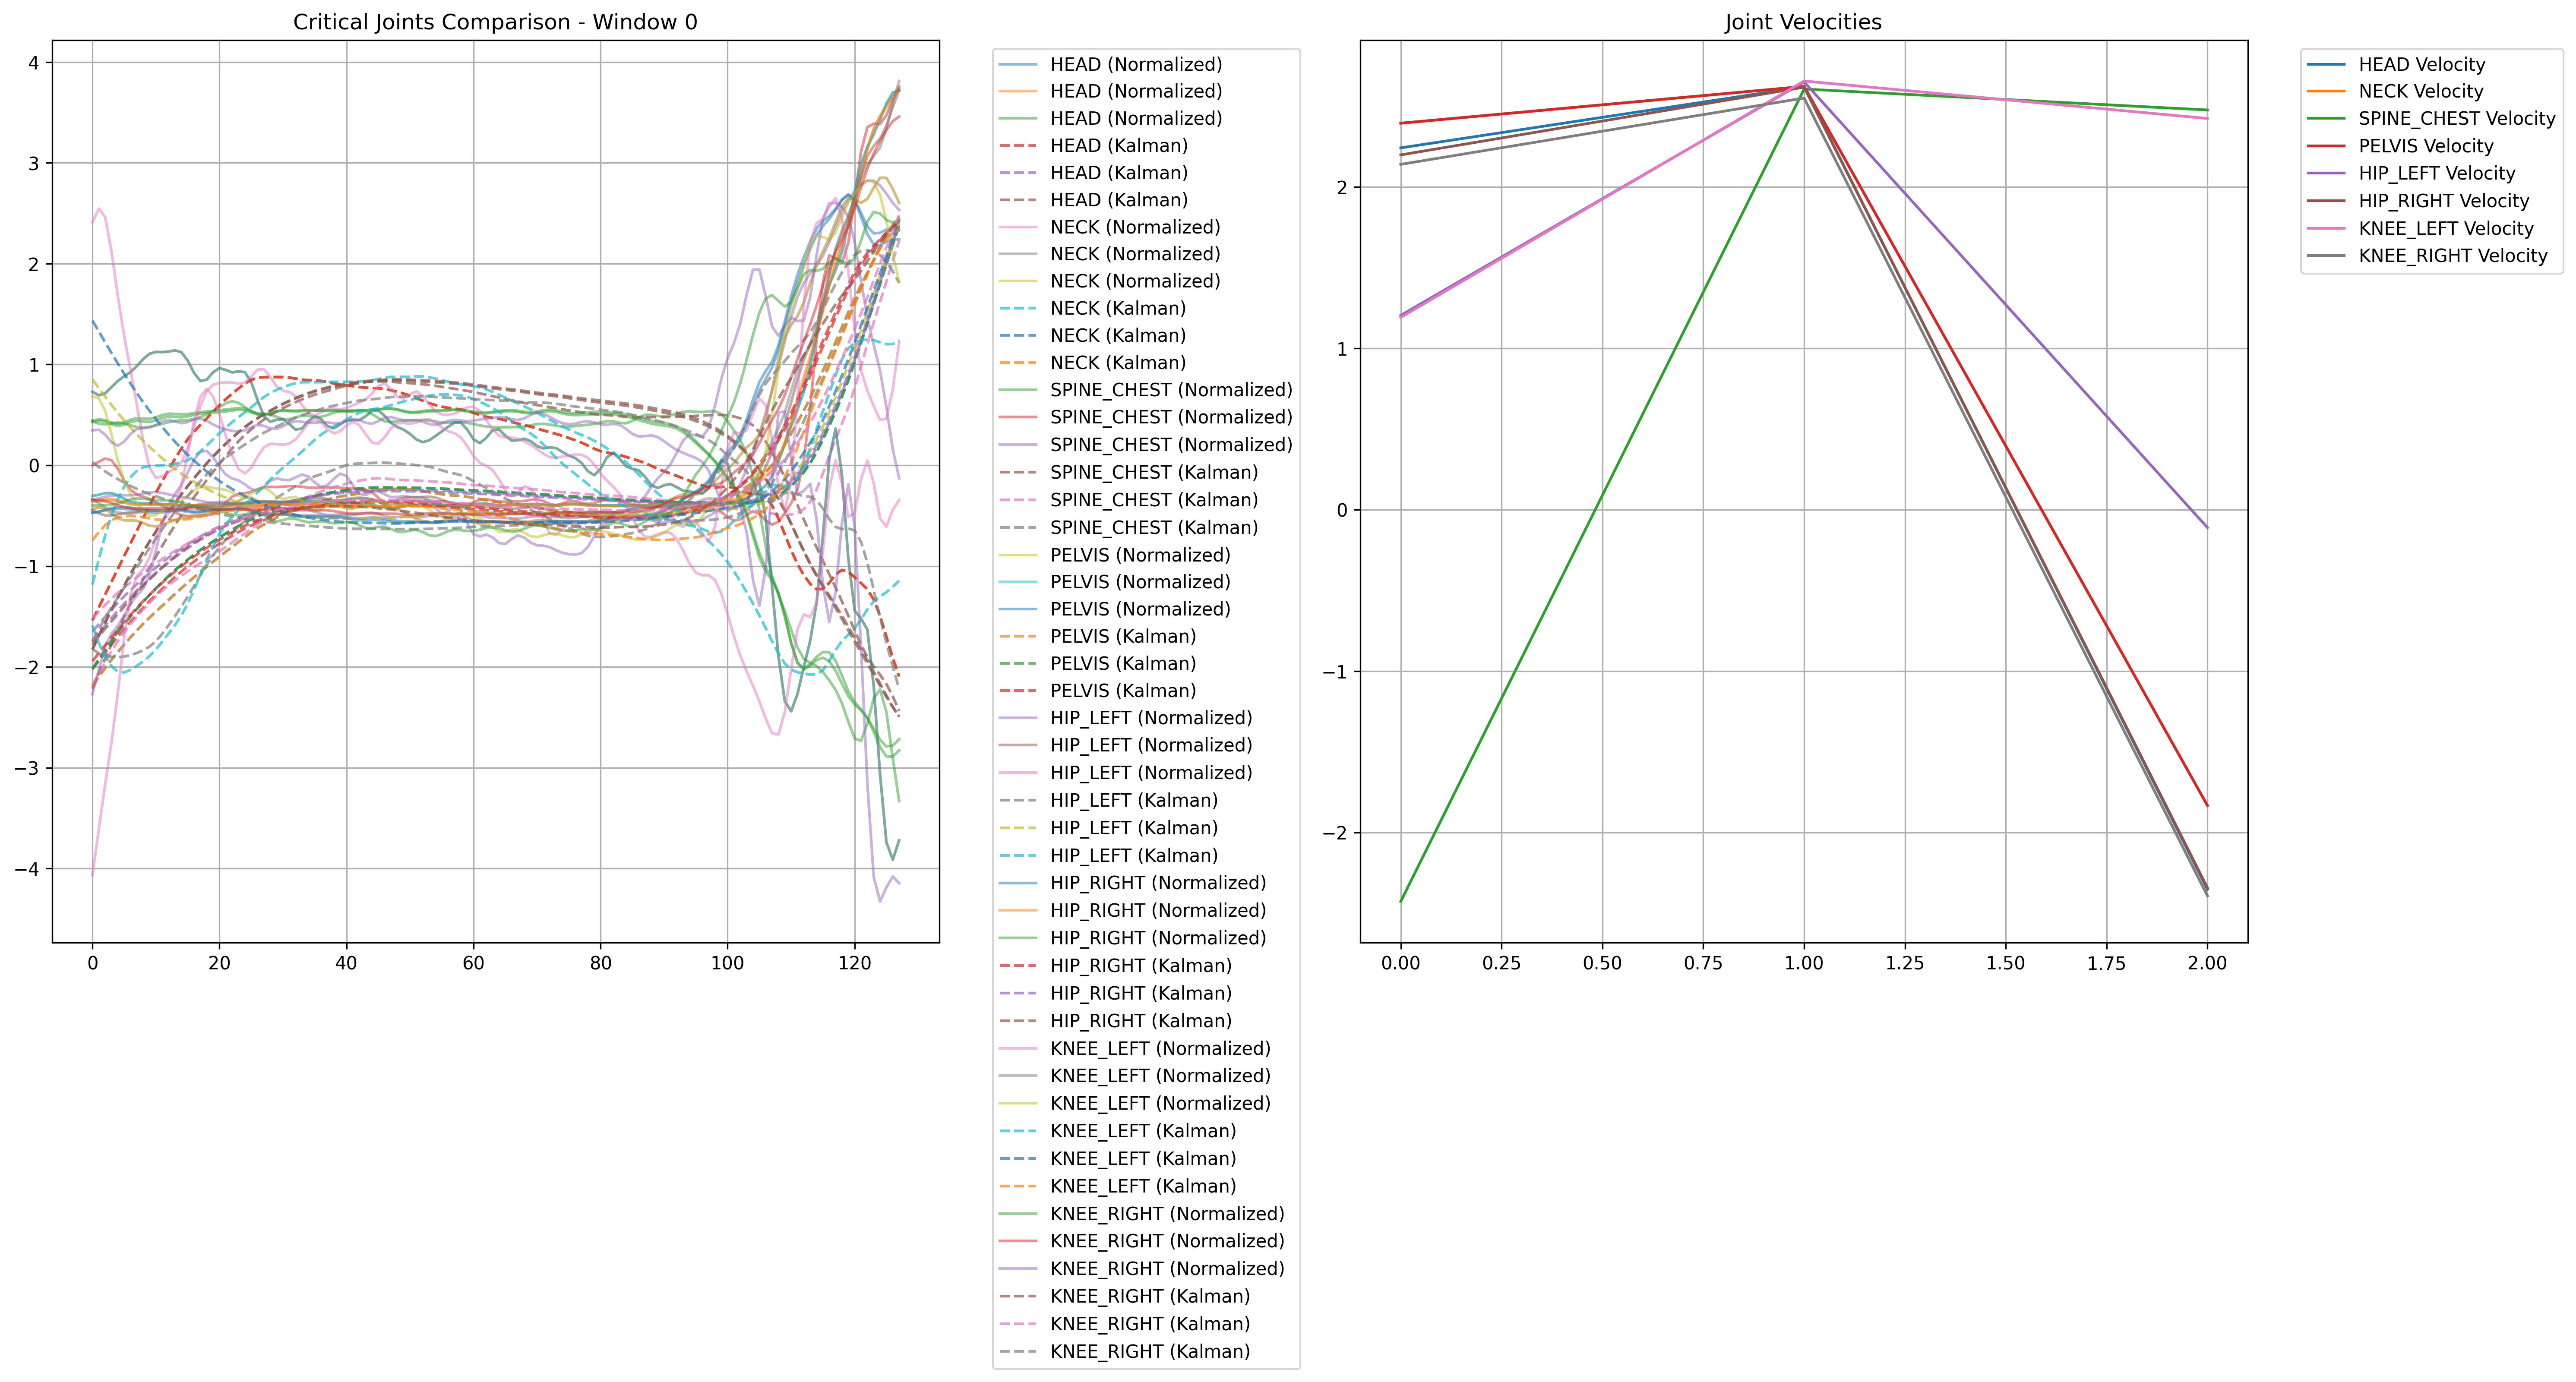 Critical Joints Comparison - Window 0
4
3
2
1
0
−1
−2
−3
−4
0 20 40 60 80 100 120
HEAD (Normalized)
HEAD (Normalized)
HEAD (Normalized)
HEAD (Kalman)
HEAD (Kalman)
HEAD (Kalman)
NECK (Normalized)
NECK (Normalized)
NECK (Normalized)
NECK (Kalman)
NECK (Kalman)
NECK (Kalman)
SPINE_CHEST (Normalized)
SPINE_CHEST (Normalized)
SPINE_CHEST (Normalized)
SPINE_CHEST (Kalman)
SPINE_CHEST (Kalman)
SPINE_CHEST (Kalman)
PELVIS (Normalized)
PELVIS (Normalized)
PELVIS (Normalized)
PELVIS (Kalman)
PELVIS (Kalman)
PELVIS (Kalman)
HIP_LEFT (Normalized)
HIP_LEFT (Normalized)
HIP_LEFT (Normalized)
HIP_LEFT (Kalman)
HIP_LEFT (Kalman)
HIP_LEFT (Kalman)
HIP_RIGHT (Normalized)
HIP_RIGHT (Normalized)
HIP_RIGHT (Normalized)
HIP_RIGHT (Kalman)
HIP_RIGHT (Kalman)
HIP_RIGHT (Kalman)
KNEE_LEFT (Normalized)
KNEE_LEFT (Normalized)
KNEE_LEFT (Normalized)
KNEE_LEFT (Kalman)
KNEE_LEFT (Kalman)
KNEE_LEFT (Kalman)
KNEE_RIGHT (Normalized)
KNEE_RIGHT (Normalized)
KNEE_RIGHT (Normalized)
KNEE_RIGHT (Kalman)
KNEE_RIGHT (Kalman)
KNEE_RIGHT (Kalman)
Joint Velocities
2
1
0
−1
−2
0.00 0.25 0.50 0.75 1.00 1.25 1.50 1.75 2.00
HEAD Velocity
NECK Velocity
SPINE_CHEST Velocity
PELVIS Velocity
HIP_LEFT Velocity
HIP_RIGHT Velocity
KNEE_LEFT Velocity
KNEE_RIGHT Velocity